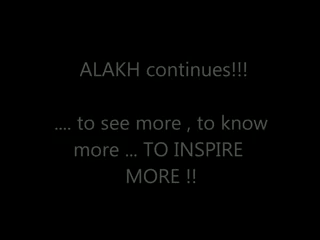 ALAKH continues!!!
.... to see more , to know
more ... TO INSPIRE
MORE !!